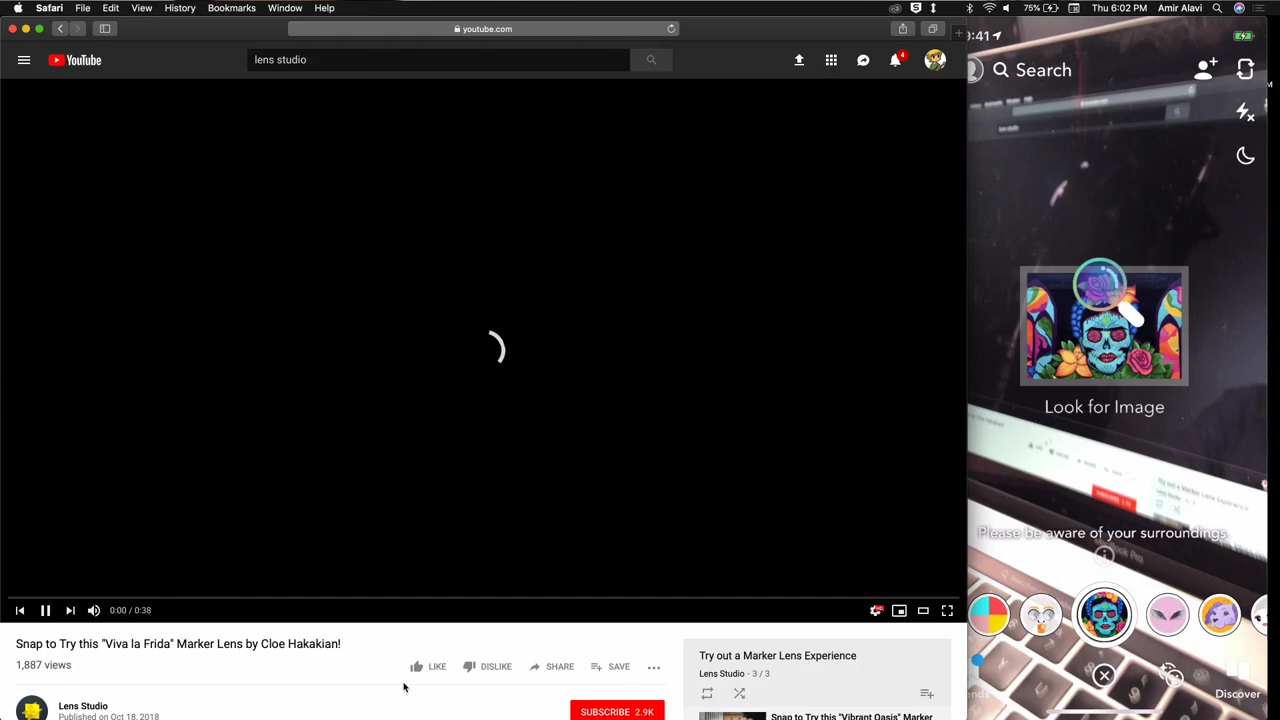 Safari File Edit View History Bookmarks Window Help
75% Thu 6:02 PM Amir Alavi
youtube.com
YouTube
lens studio
4
9:41
Search
Look for Image
Please be aware of your surroundings.
0:00 / 0:38
HD
Snap to Try this "Viva la Frida" Marker Lens by Cloe Hakakian!
1,887 views
LIKE DISLIKE SHARE SAVE
Lens Studio
Published on Oct 18, 2018
SUBSCRIBE 2.9K
Try out a Marker Lens Experience
Lens Studio - 3 / 3
Snap to Try this "Vibrant Oasis" Marker
Discover